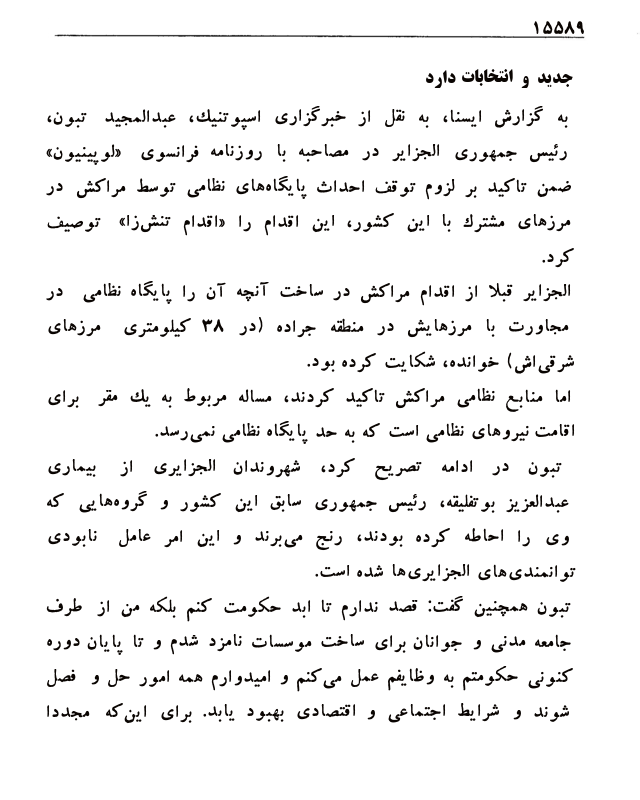 ۱۵۵۸۹
جدید و انتخابات دارد
به گزارش ایسنا، به نقل از خبرگزاری اسپوتنیك، عبدالمجید تبون،
رئیس جمهوری الجزایر در مصاحبه با روزنامه فرانسوی «لوپینیون»
ضمن تاکید بر لزوم توقف احداث پایگاه‌های نظامی توسط مراکش در
مرزهای مشترك با این کشور، این اقدام را «اقدام تنش‌زا» توصیف
کرد.
الجزایر قبلا از اقدام مراکش در ساخت آنچه آن را پایگاه نظامی در
مجاورت با مرزهایش در منطقه جراده (در ۳۸ کیلومتری مرزهای
شرقی‌اش) خوانده، شکایت کرده بود.
اما منابع نظامی مراکش تاکید کردند، مساله مربوط به یك مقر برای
اقامت نیروهای نظامی است که به حد پایگاه نظامی نمی‌رسد.
تبون در ادامه تصریح کرد، شهروندان الجزایری از بیماری
عبدالعزیز بوتفلیقه، رئیس جمهوری سابق این کشور و گروه‌هایی که
وی را احاطه کرده بودند، رنج می‌برند و این امر عامل نابودی
توانمندی‌های الجزایری‌ها شده است.
تبون همچنین گفت: قصد ندارم تا ابد حکومت کنم بلکه من از طرف
جامعه مدنی و جوانان برای ساخت موسسات نامزد شدم و تا پایان دوره
کنونی حکومتم به وظایفم عمل می‌کنم و امیدوارم همه امور حل و فصل
شوند و شرایط اجتماعی و اقتصادی بهبود یابد. برای این‌که مجددا